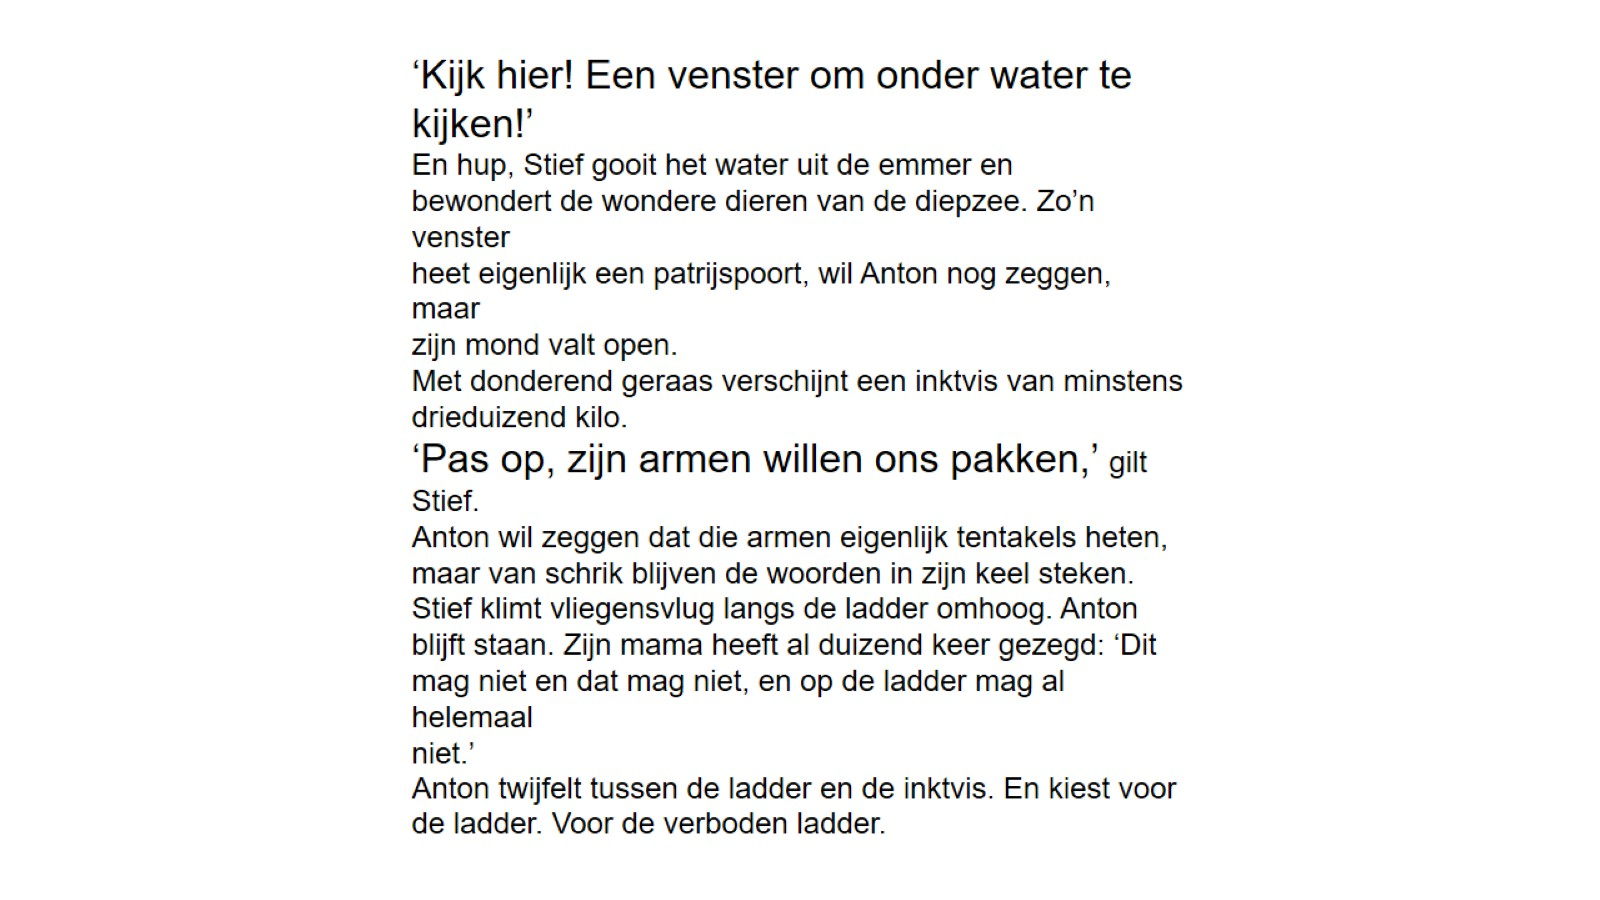 ‘Kijk hier! Een venster om onder water te
kijken!’
En hup, Stief gooit het water uit de emmer en
bewondert de wondere dieren van de diepzee. Zo’n
venster
heet eigenlijk een patrijspoort, wil Anton nog zeggen,
maar
zijn mond valt open.
Met donderend geraas verschijnt een inktvis van minstens
drieduizend kilo.
‘Pas op, zijn armen willen ons pakken,’ gilt
Stief.
Anton wil zeggen dat die armen eigenlijk tentakels heten,
maar van schrik blijven de woorden in zijn keel steken.
Stief klimt vliegensvlug langs de ladder omhoog. Anton
blijft staan. Zijn mama heeft al duizend keer gezegd: ‘Dit
mag niet en dat mag niet, en op de ladder mag al
helemaal
niet.’
Anton twijfelt tussen de ladder en de inktvis. En kiest voor
de ladder. Voor de verboden ladder.